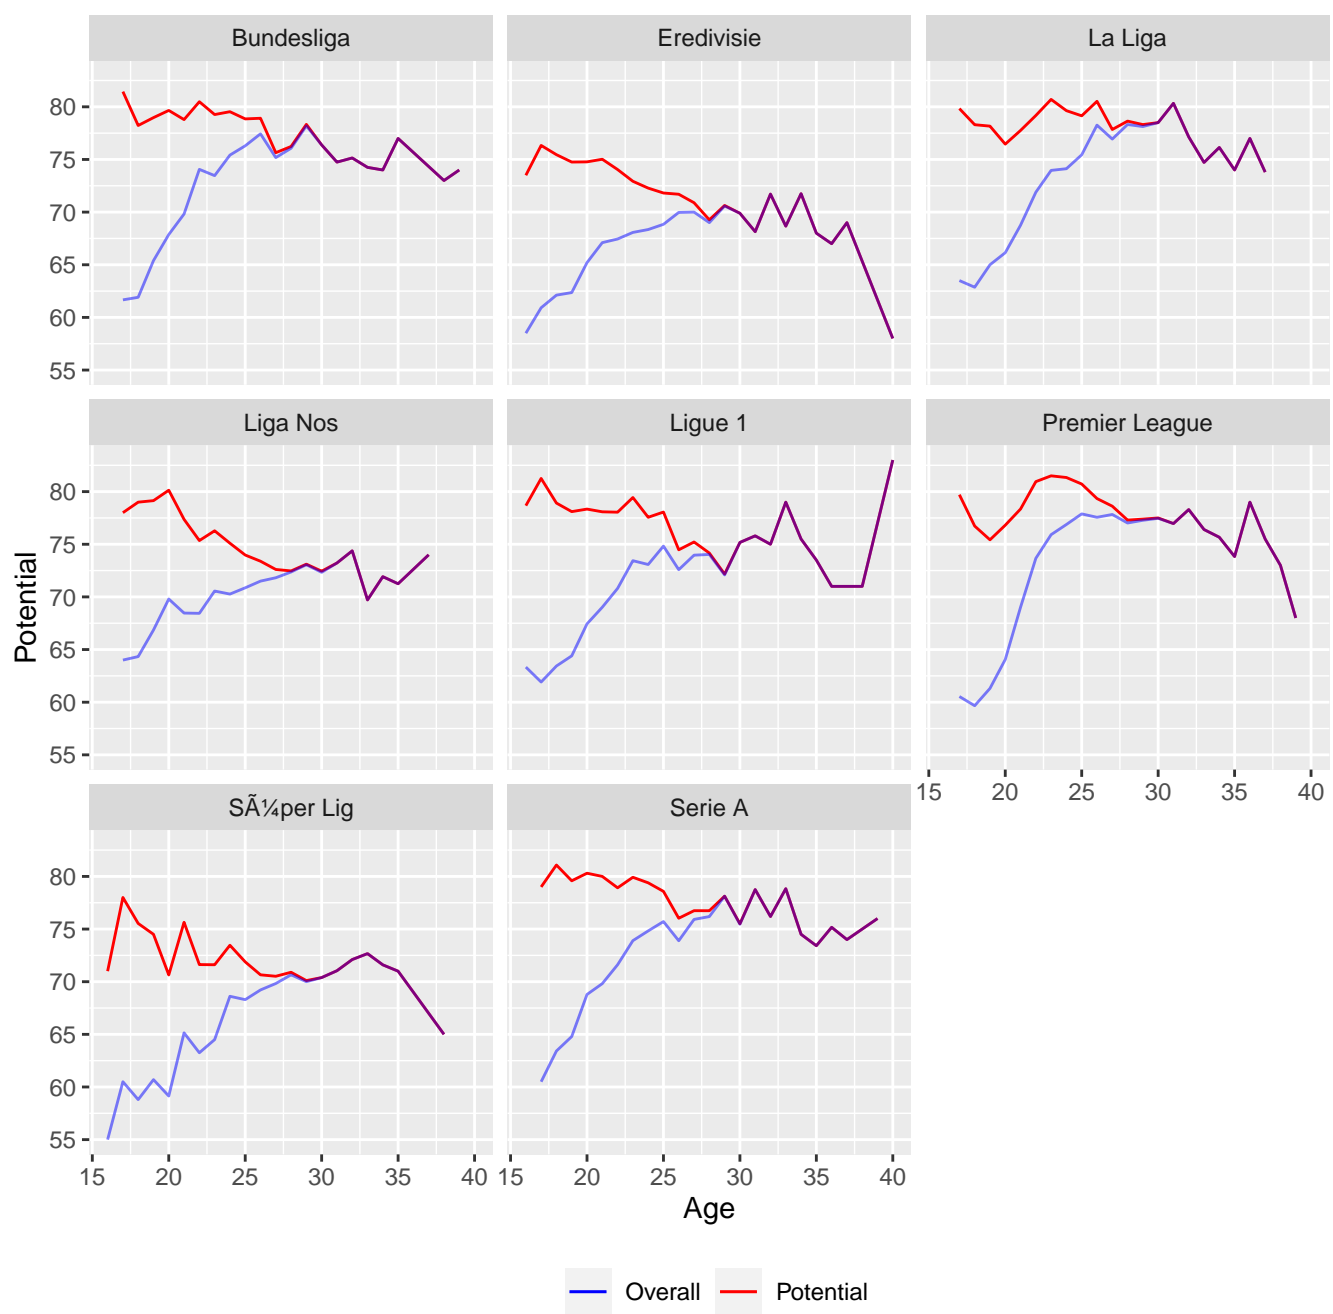 Bundesliga Eredivisie La Liga
80
75
70
65
60
55
Liga Nos Ligue 1 Premier League
80
75
70
65
60
55
15 20 25 30 35 40
SÃ¼per Lig Serie A
80
75
70
65
60
55
15 20 25 30 35 40 15 20 25 30 35 40
Potential
Age
Overall Potential